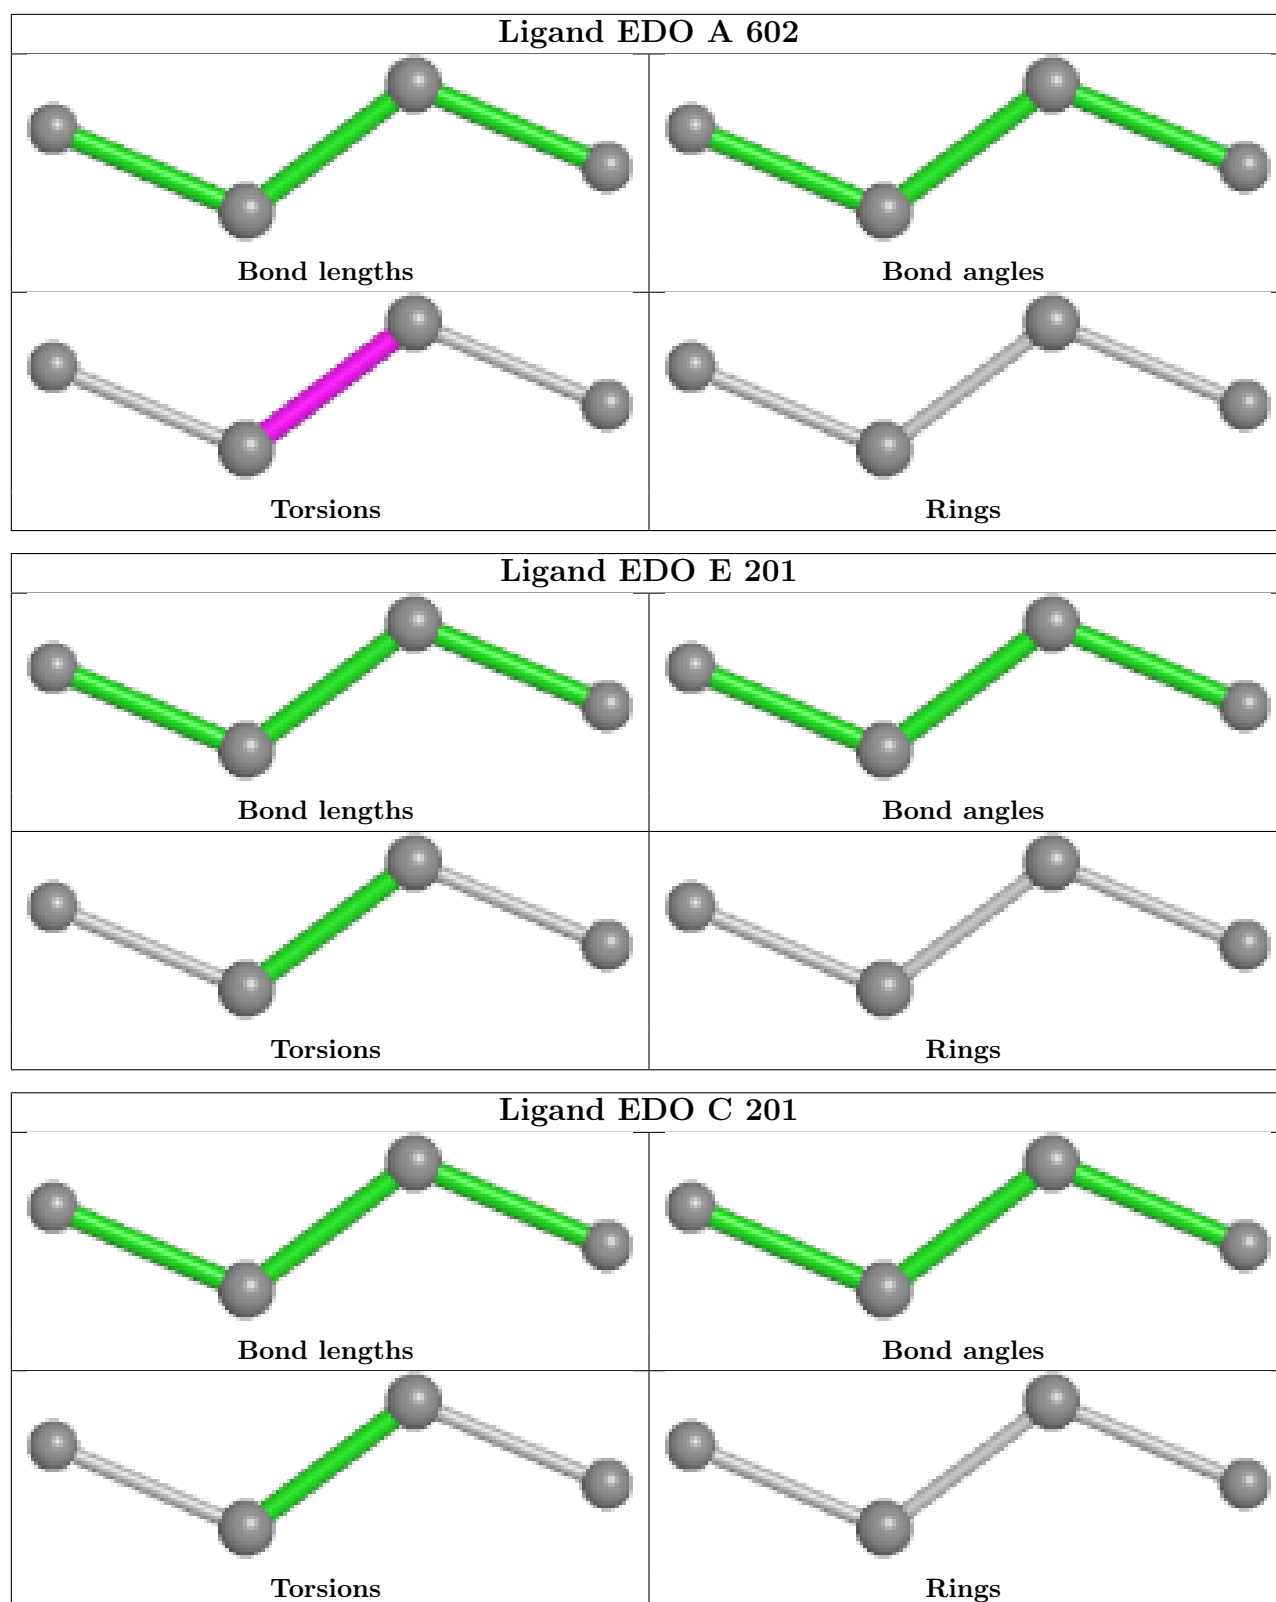 Ligand EDO A 602
Bond lengths
Bond angles
Torsions
Rings
Ligand EDO E 201
Bond lengths
Bond angles
Torsions
Rings
Ligand EDO C 201
Bond lengths
Bond angles
Torsions
Rings